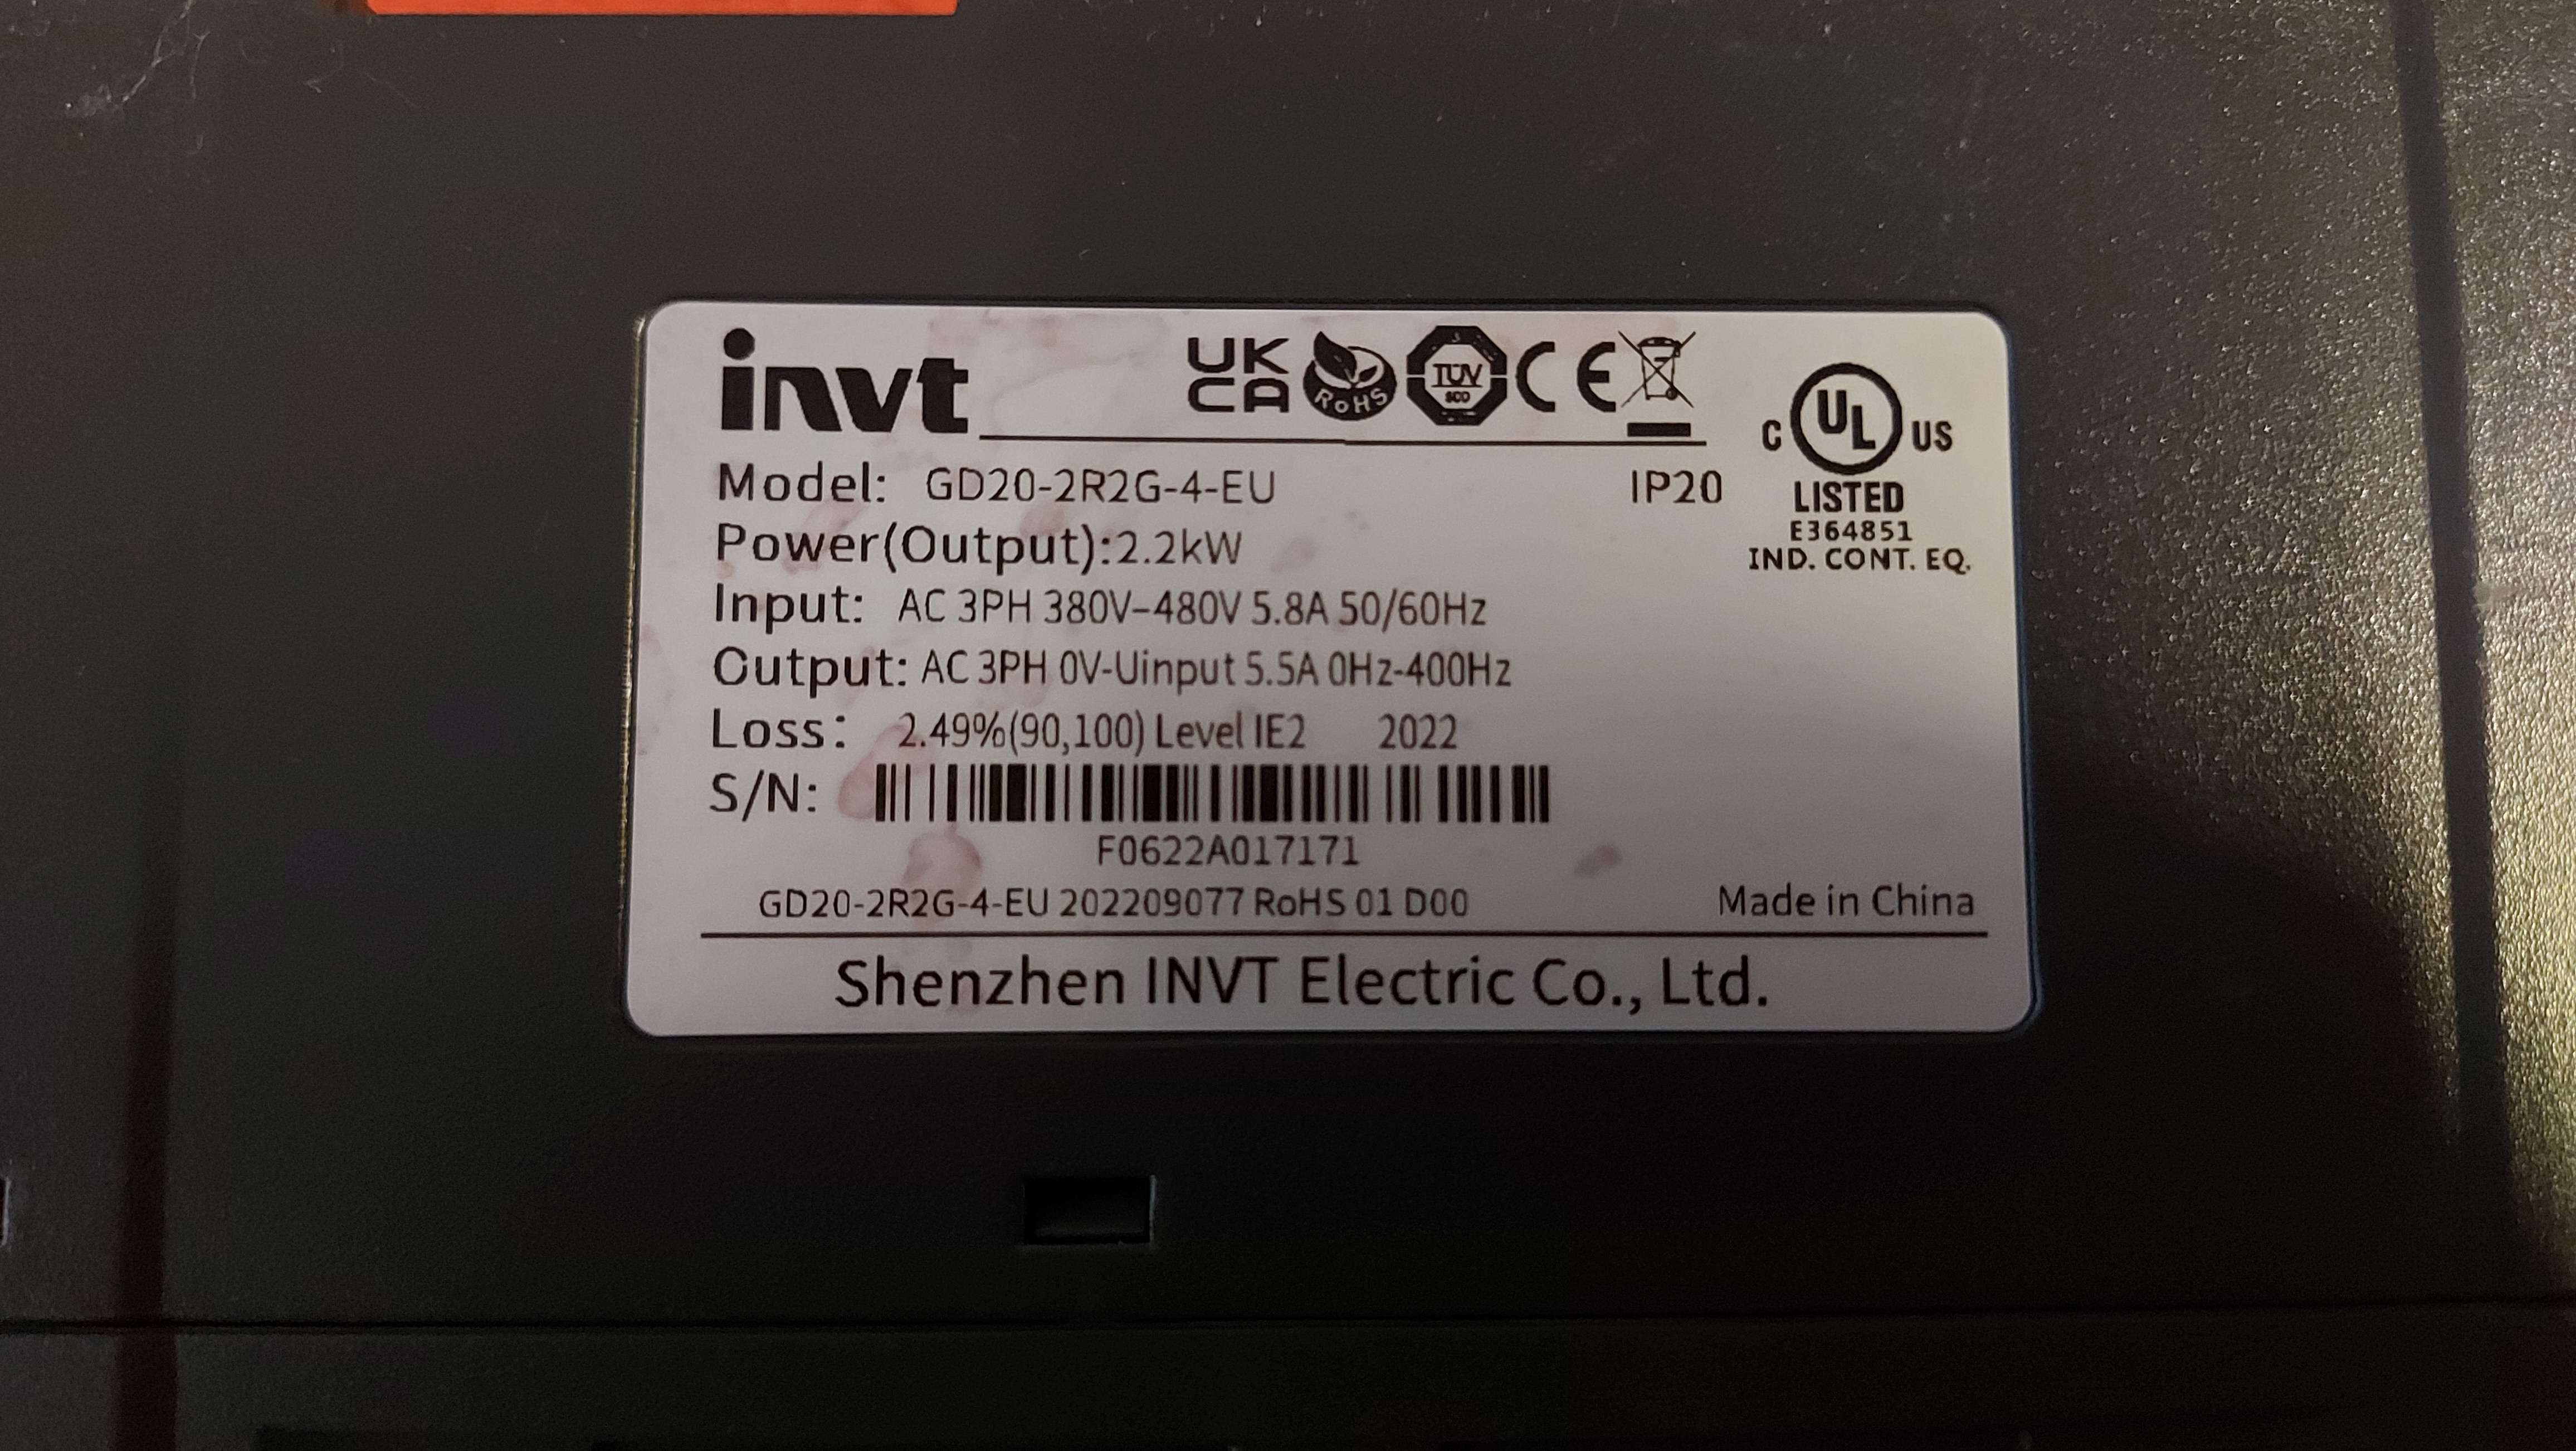 invt
UK
CA
RoHS
TÜV
SÜD
CE
C UL US
LISTED
E364851
IND. CONT. EQ.
Model: GD20-2R2G-4-EU IP20
Power(Output):2.2kW
Input: AC 3PH 380V-480V 5.8A 50/60Hz
Output: AC 3PH 0V-Uinput 5.5A 0Hz-400Hz
Loss: 2.49%(90,100) Level IE2 2022
S/N:
F0622A017171
GD20-2R2G-4-EU 202209077 RoHS 01 D00 Made in China
Shenzhen INVT Electric Co., Ltd.